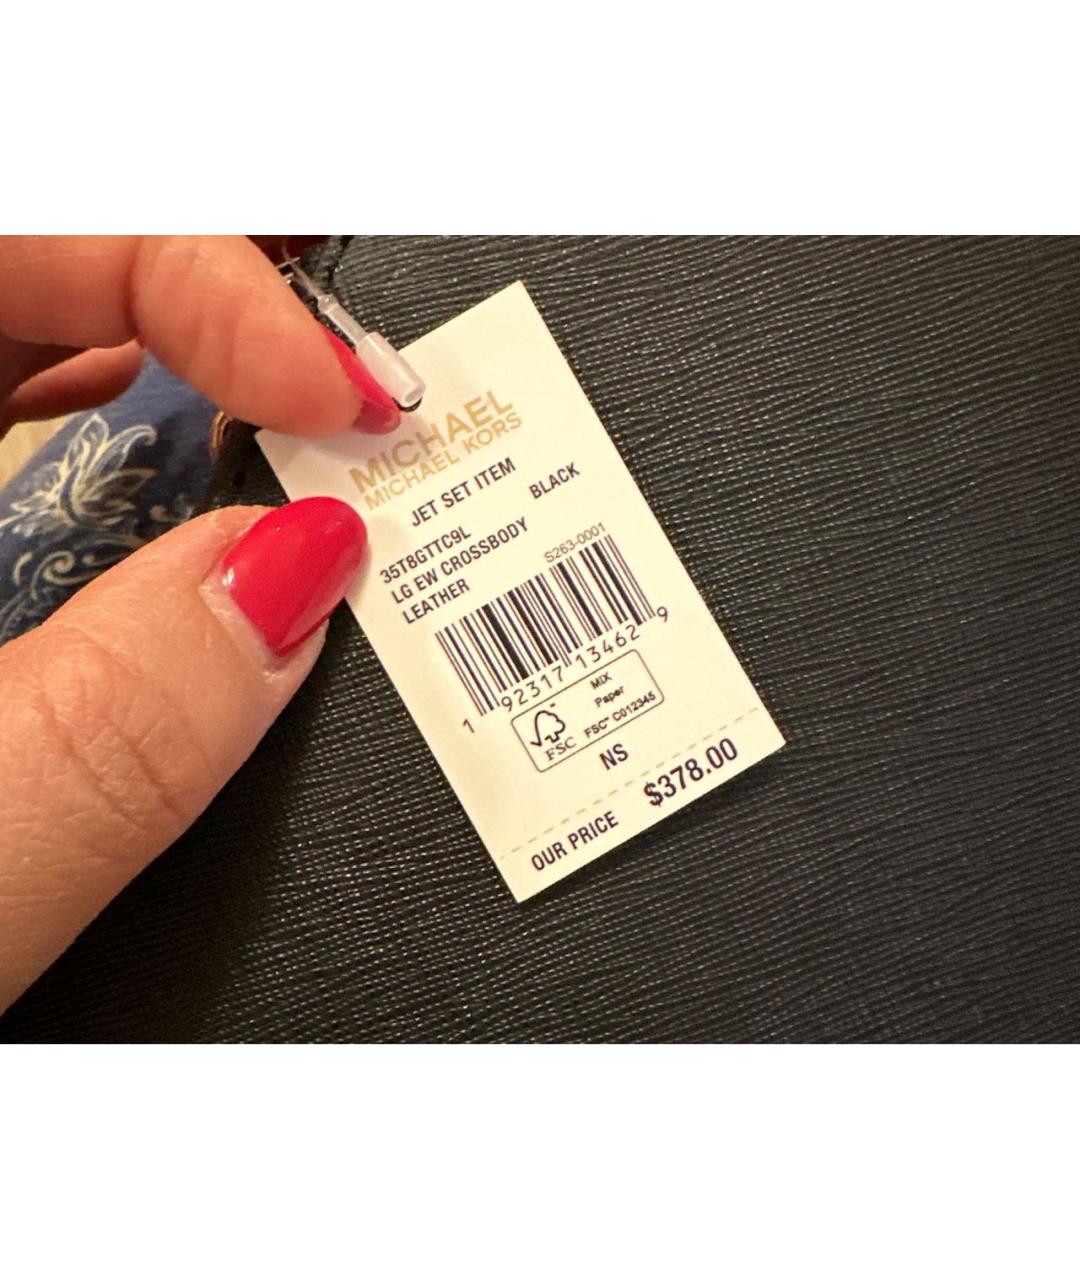 MICHAEL
MICHAEL KORS
JET SET ITEM
BLACK
35T8GTTC9L
LG EW CROSSBODY
LEATHER
S263-0001
1 92317 13462 9
MIX
Paper
FSC™ C012345
FSC
NS
OUR PRICE $378.00